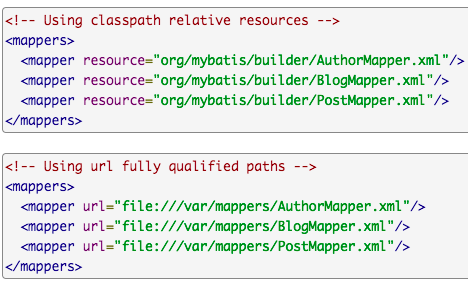 <!-- Using classpath relative resources -->
<mappers>
  <mapper resource="org/mybatis/builder/AuthorMapper.xml"/>
  <mapper resource="org/mybatis/builder/BlogMapper.xml"/>
  <mapper resource="org/mybatis/builder/PostMapper.xml"/>
</mappers>
<!-- Using url fully qualified paths -->
<mappers>
  <mapper url="file:///var/mappers/AuthorMapper.xml"/>
  <mapper url="file:///var/mappers/BlogMapper.xml"/>
  <mapper url="file:///var/mappers/PostMapper.xml"/>
</mappers>